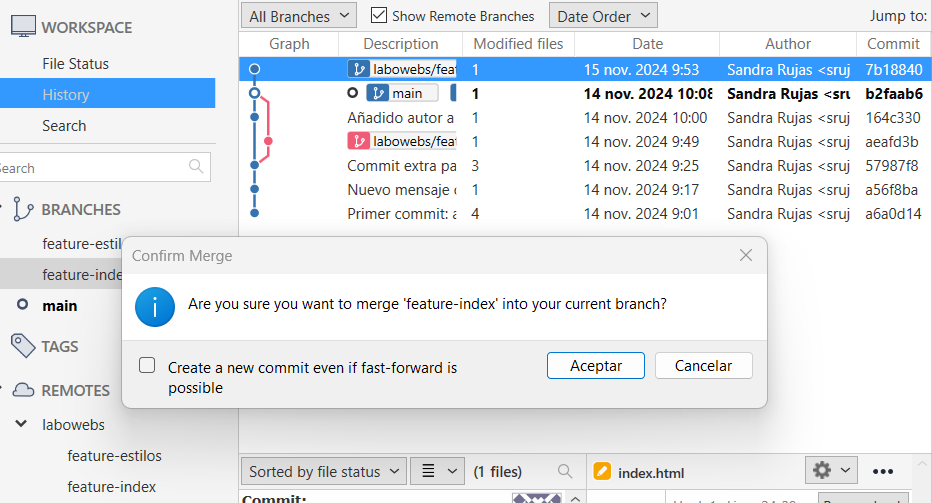 WORKSPACE
File Status
History
Search
Search
BRANCHES
feature-estil
feature-inde
main
TAGS
REMOTES
labowebs
feature-estilos
feature-index
All Branches
Show Remote Branches
Date Order
Jump to:
Graph Description Modified files Date Author Commit
labowebs/feat 1 15 nov. 2024 9:53 Sandra Rujas <sruj 7b18840
main 1 14 nov. 2024 10:08 Sandra Rujas <sruj b2faab6
Añadido autor a 1 14 nov. 2024 10:00 Sandra Rujas <sruj 164c330
labowebs/feat 1 14 nov. 2024 9:49 Sandra Rujas <sruj aeafd3b
Commit extra pa 3 14 nov. 2024 9:25 Sandra Rujas <sruj 57987f8
Nuevo mensaje c 1 14 nov. 2024 9:17 Sandra Rujas <sruj a56f8ba
Primer commit: a 4 14 nov. 2024 9:01 Sandra Rujas <sruj a6a0d14
Confirm Merge
Are you sure you want to merge 'feature-index' into your current branch?
Create a new commit even if fast-forward is
possible
Aceptar
Cancelar
Sorted by file status
(1 files)
index.html
Commit: